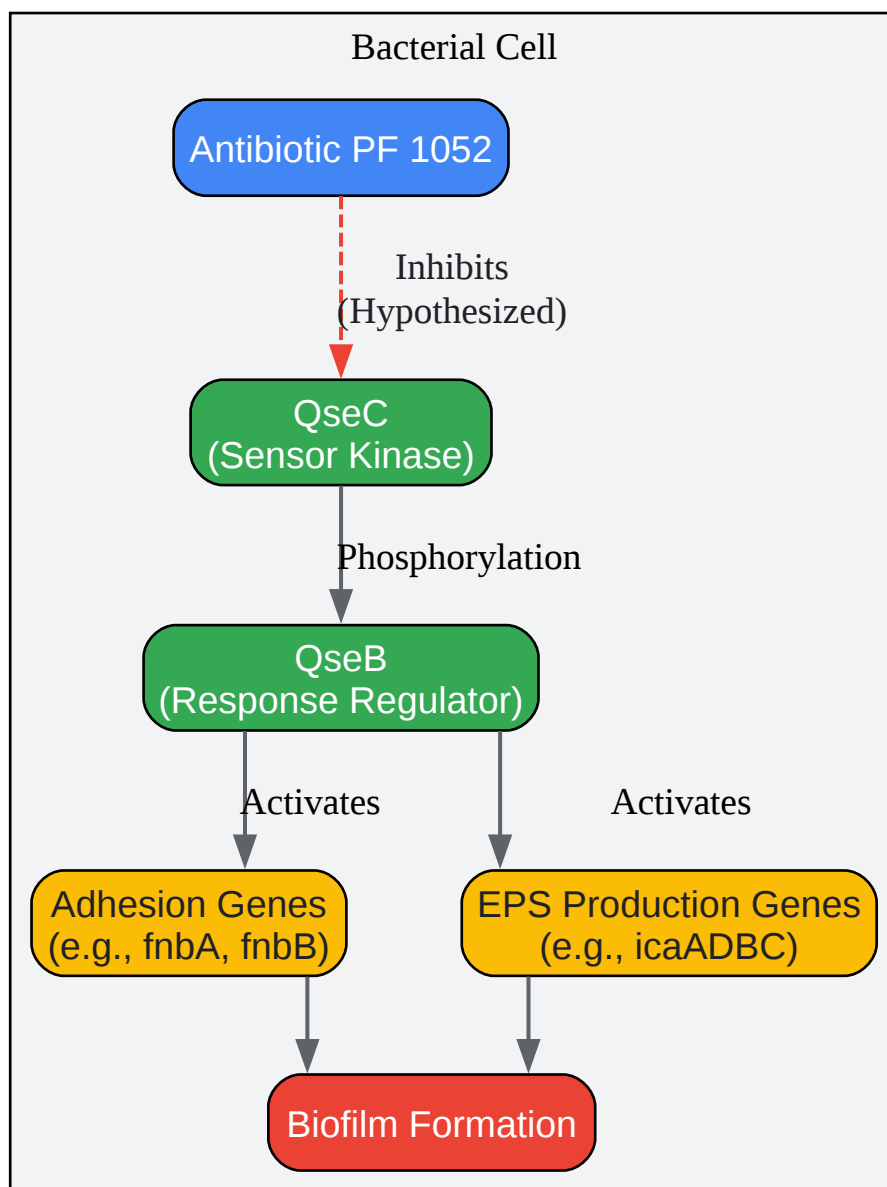 Bacterial Cell
Antibiotic PF 1052
Inhibits
(Hypothesized)
QseC
(Sensor Kinase)
Phosphorylation
QseB
(Response Regulator)
Activates
Activates
Adhesion Genes
(e.g., fnbA, fnbB)
EPS Production Genes
(e.g., icaADBC)
Biofilm Formation